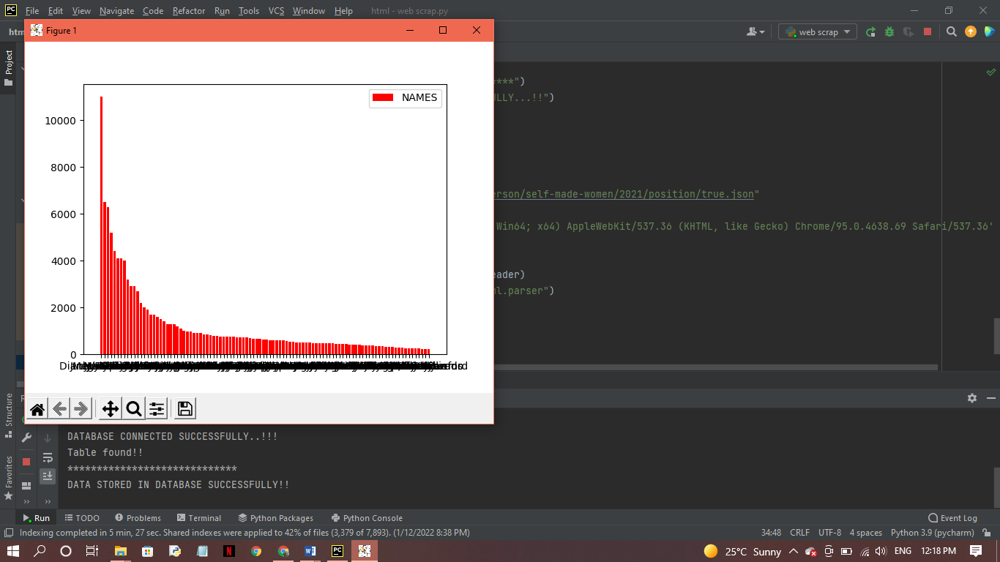 PC File Edit View Navigate Code Refactor Run Tools VCS Window Help html - web scrap.py
Figure 1
web scrap
Project
****")
LLY...!!")
erson/self-made-women/2021/position/true.json"
Win64; x64) AppleWebKit/537.36 (KHTML, like Gecko) Chrome/95.0.4638.69 Safari/537.36'
eader)
ml.parser")
NAMES
10000
8000
6000
4000
2000
0
Structure
Favorites
DATABASE CONNECTED SUCCESSFULLY..!!!
Table found!!
*****************************
DATA STORED IN DATABASE SUCCESSFULLY!!
Run TODO Problems Terminal Python Packages Python Console Event Log
Indexing completed in 5 min, 27 sec. Shared indexes were applied to 42% of files (3,379 of 7,893). (1/12/2022 8:38 PM) 34:48 CRLF UTF-8 4 spaces Python 3.9 (pycharm)
N W PC 25°C Sunny ENG 12:18 PM